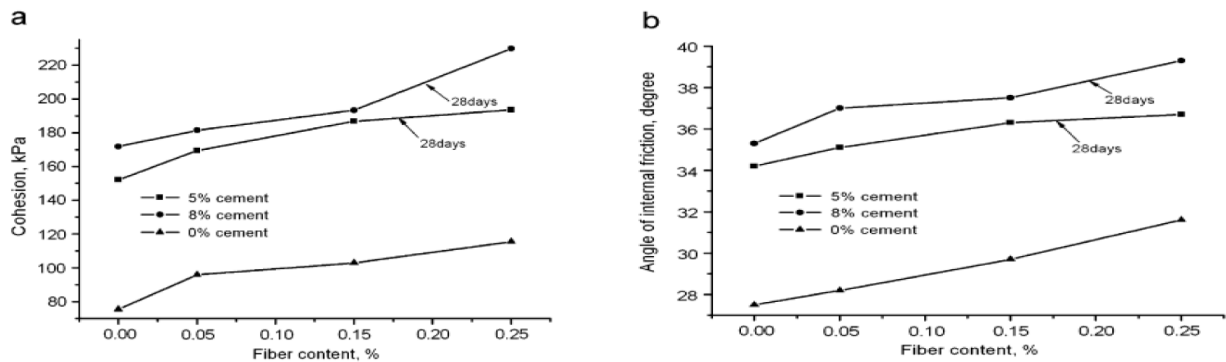 a
Cohesion, kPa
220
200
180
160
140
120
100
80
28days
28days
5% cement
8% cement
0% cement
0.00 0.05 0.10 0.15 0.20 0.25
Fiber content, %
b
Angle of internal friction, degree
40
38
36
34
32
30
28
28days
28days
5% cement
8% cement
0% cement
0.00 0.05 0.10 0.15 0.20 0.25
Fiber content, %